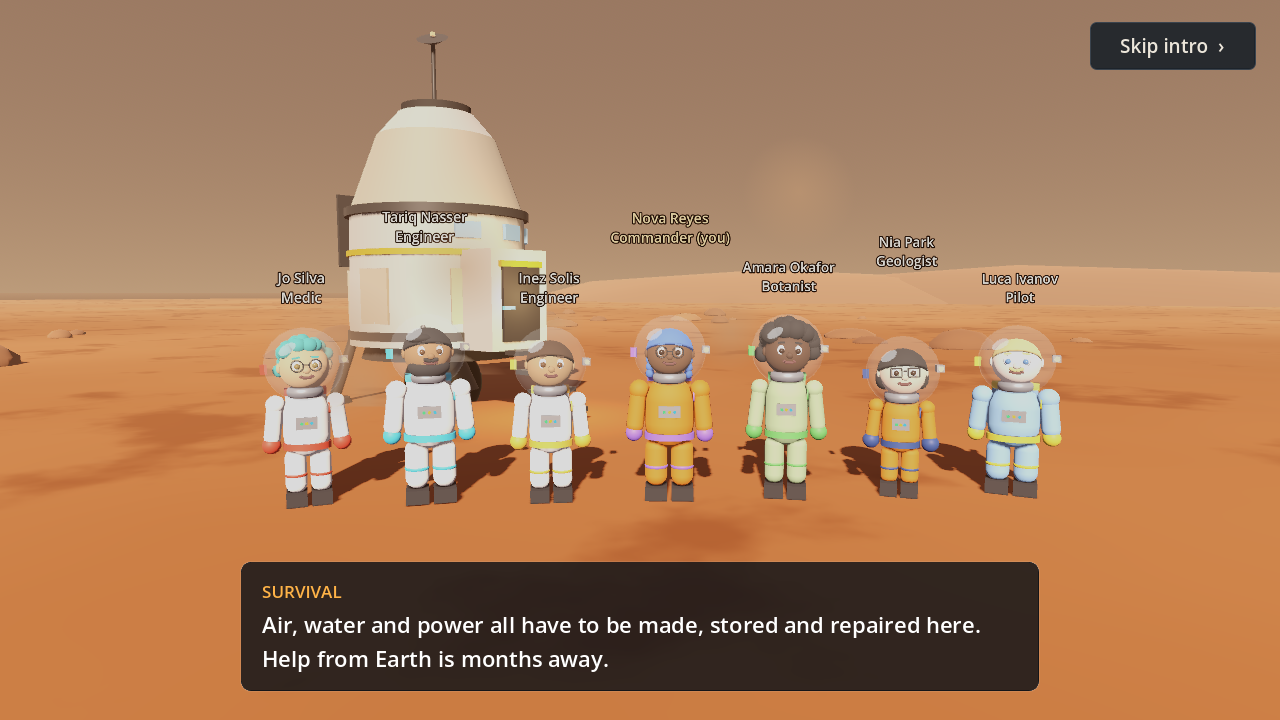 Skip intro ›
Tariq Nasser
Engineer
Nova Reyes
Commander (you)
Nia Park
Geologist
Jo Silva
Medic
Inez Solis
Engineer
Amara Okafor
Botanist
Luca Ivanov
Pilot
SURVIVAL
Air, water and power all have to be made, stored and repaired here.
Help from Earth is months away.